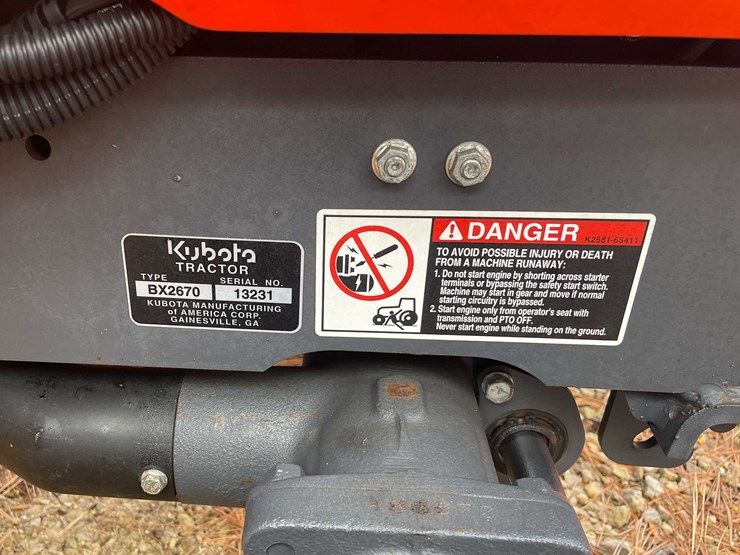 Kubota
TRACTOR
TYPE SERIAL NO.
BX2670 13231
KUBOTA MANUFACTURING
of AMERICA CORP.
GAINESVILLE, GA
DANGER K2581-65411
TO AVOID POSSIBLE INJURY OR DEATH
FROM A MACHINE RUNAWAY:
1. Do not start engine by shorting across starter
terminals or bypassing the safety start switch.
Machine may start in gear and move if normal
starting circuitry is bypassed.
2. Start engine only from operator's seat with
transmission and PTO OFF.
Never start engine while standing on the ground.